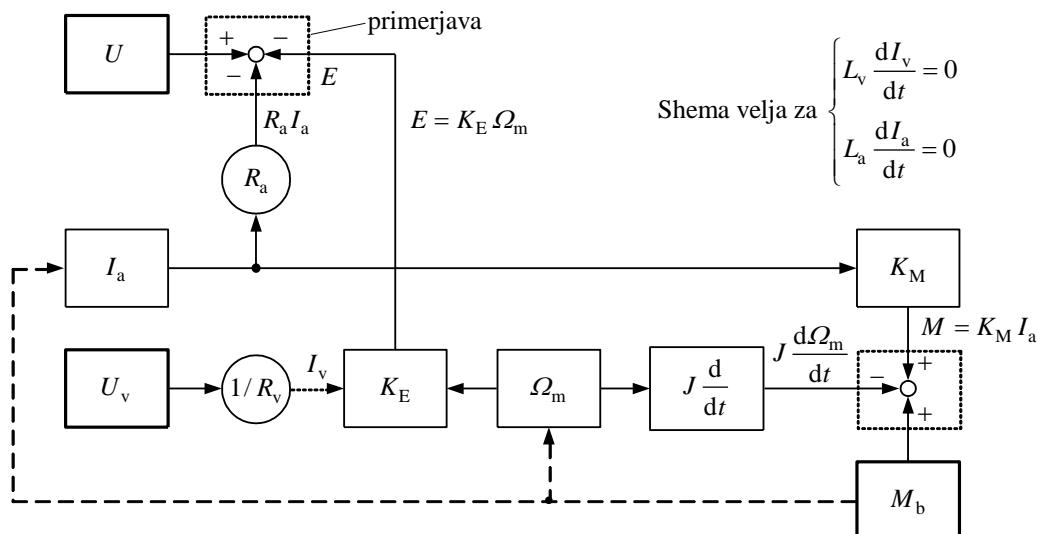 primerjava
U
+
−
−
E
R_a I_a
E = K_E Ω_m
Shema velja za { L_v dI_v/dt = 0
L_a dI_a/dt = 0
R_a
I_a
K_M
M = K_M I_a
U_v
1/R_v
I_v
K_E
Ω_m
J d/dt
J dΩ_m/dt
+
−
+
M_b